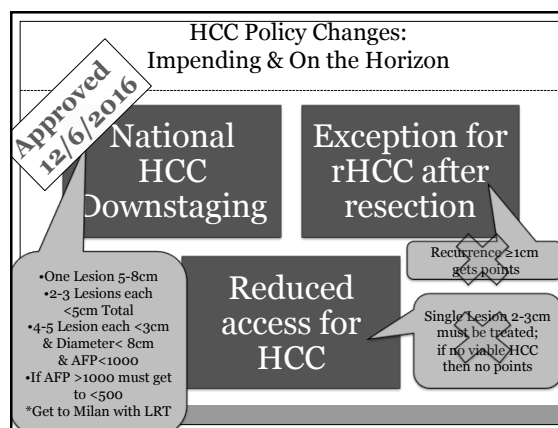 HCC Policy Changes:
Impending & On the Horizon
Approved
12/6/2016
National
HCC
Downstaging
Exception for
rHCC after
resection
Recurrence ≥1cm
gets points
•One Lesion 5-8cm
•2-3 Lesions each
<5cm Total
•4-5 Lesion each <3cm
& Diameter< 8cm
& AFP<1000
•If AFP >1000 must get
to <500
*Get to Milan with LRT
Reduced
access for
HCC
Single Lesion 2-3cm
must be treated;
if no viable HCC
then no points